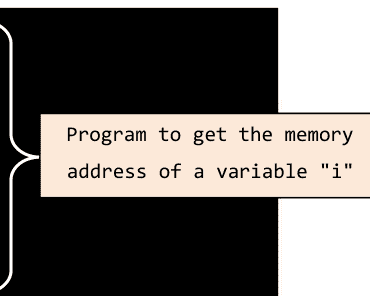 Program to get the memory
address of a variable "i"